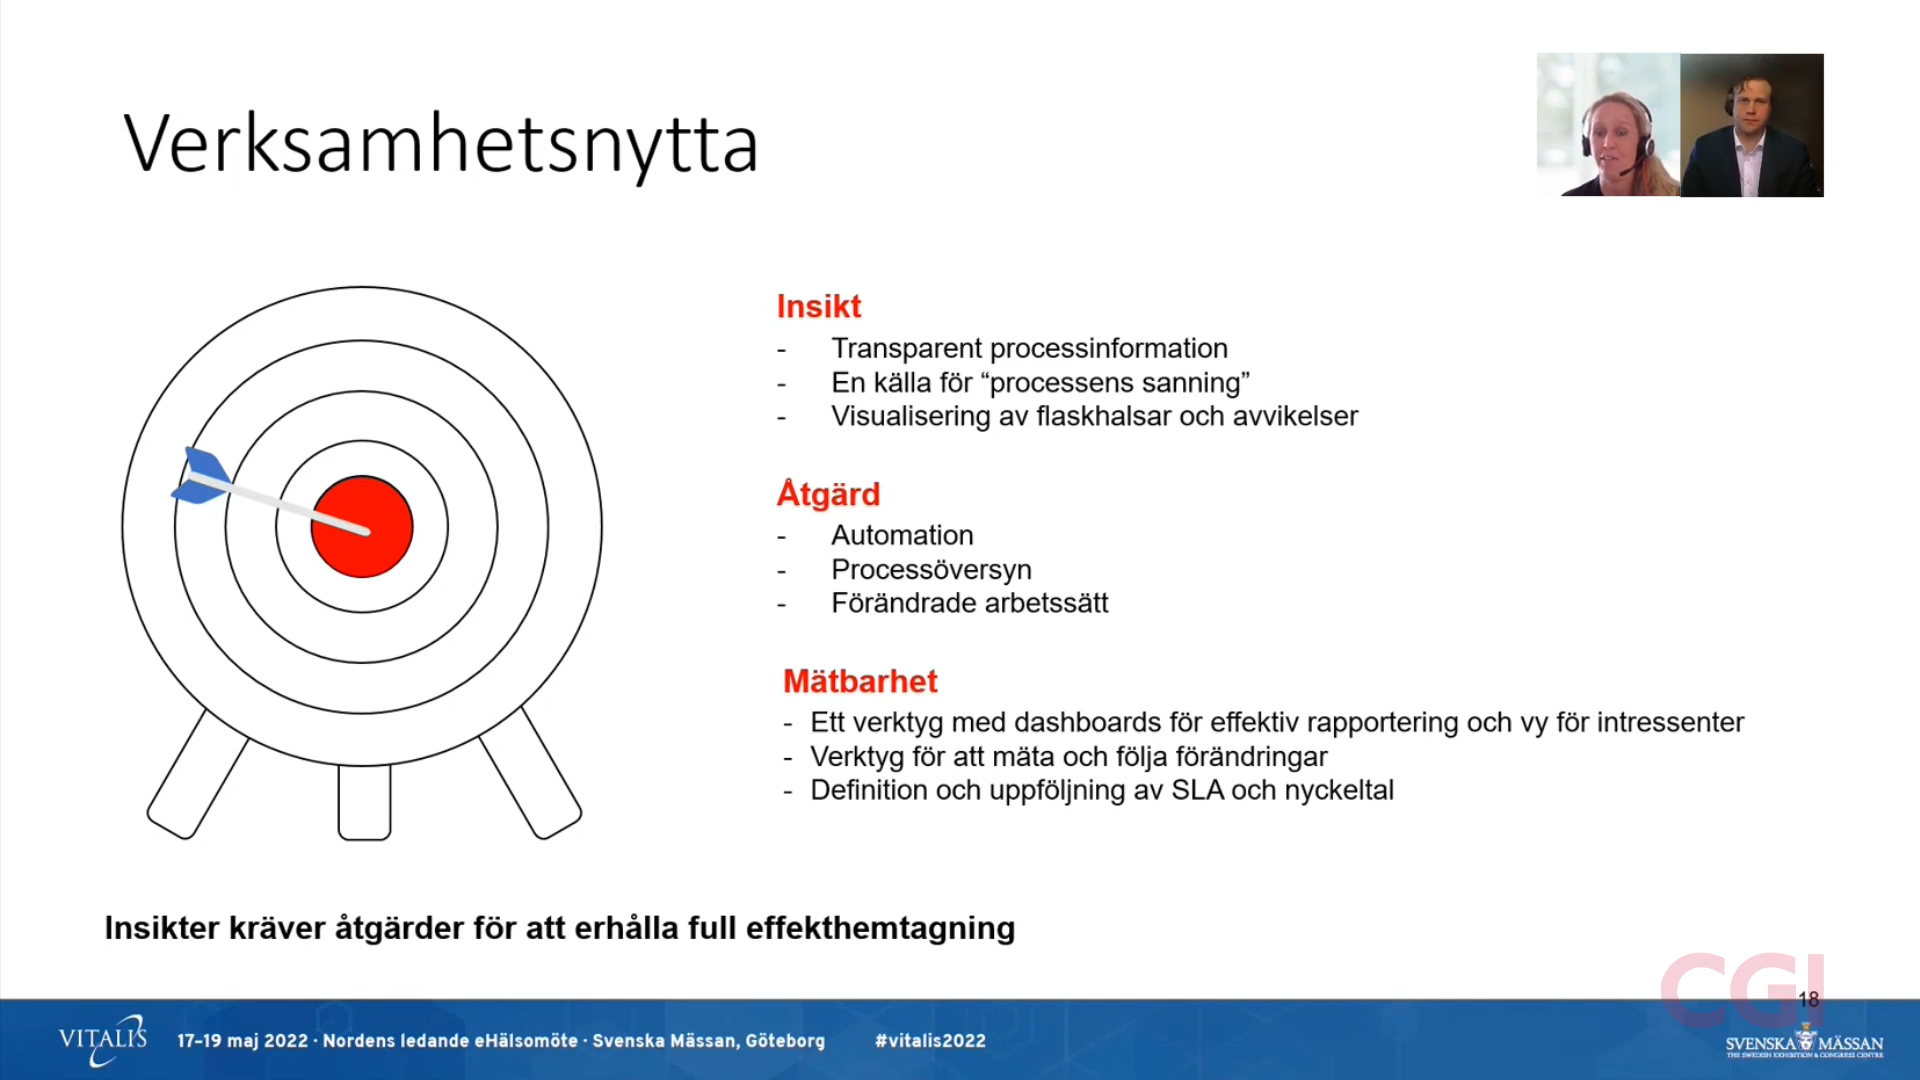 Verksamhetsnytta
Insikt
- Transparent processinformation
- En källa för “processens sanning”
- Visualisering av flaskhalsar och avvikelser
Åtgärd
- Automation
- Processöversyn
- Förändrade arbetssätt
Mätbarhet
- Ett verktyg med dashboards för effektiv rapportering och vy för intressenter
- Verktyg för att mäta och följa förändringar
- Definition och uppföljning av SLA och nyckeltal
Insikter kräver åtgärder för att erhålla full effekthemtagning
CGI
18
VITALIS
17–19 maj 2022 · Nordens ledande eHälsomöte · Svenska Mässan, Göteborg
#vitalis2022
SVENSKA MÄSSAN
THE SWEDISH EXHIBITION & CONGRESS CENTRE